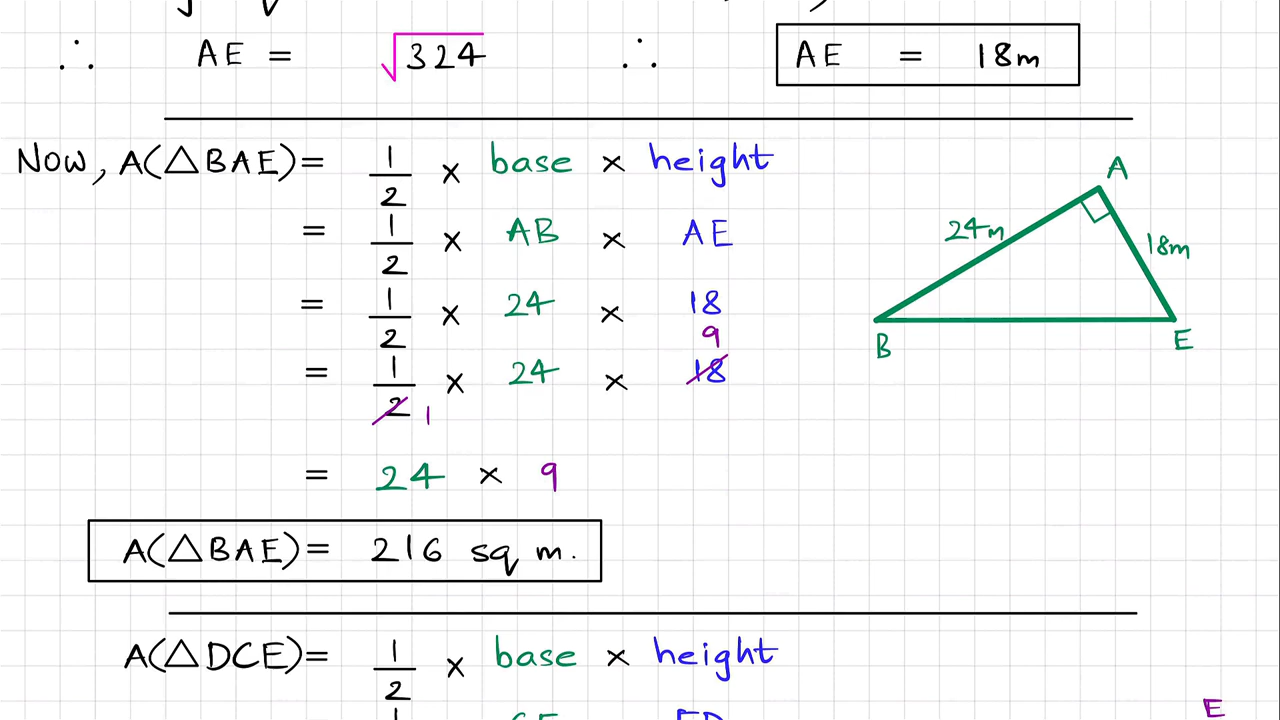 ∴ AE = √324 ∴ AE = 18m
Now, A(△BAE) = 1/2 × base × height
= 1/2 × AB × AE
= 1/2 × 24 × 18
9
= 1/2 × 24 × 18
1
= 24 × 9
A(△BAE) = 216 sq m.
A(△DCE) = 1/2 × base × height
A
24m
18m
B
E
E